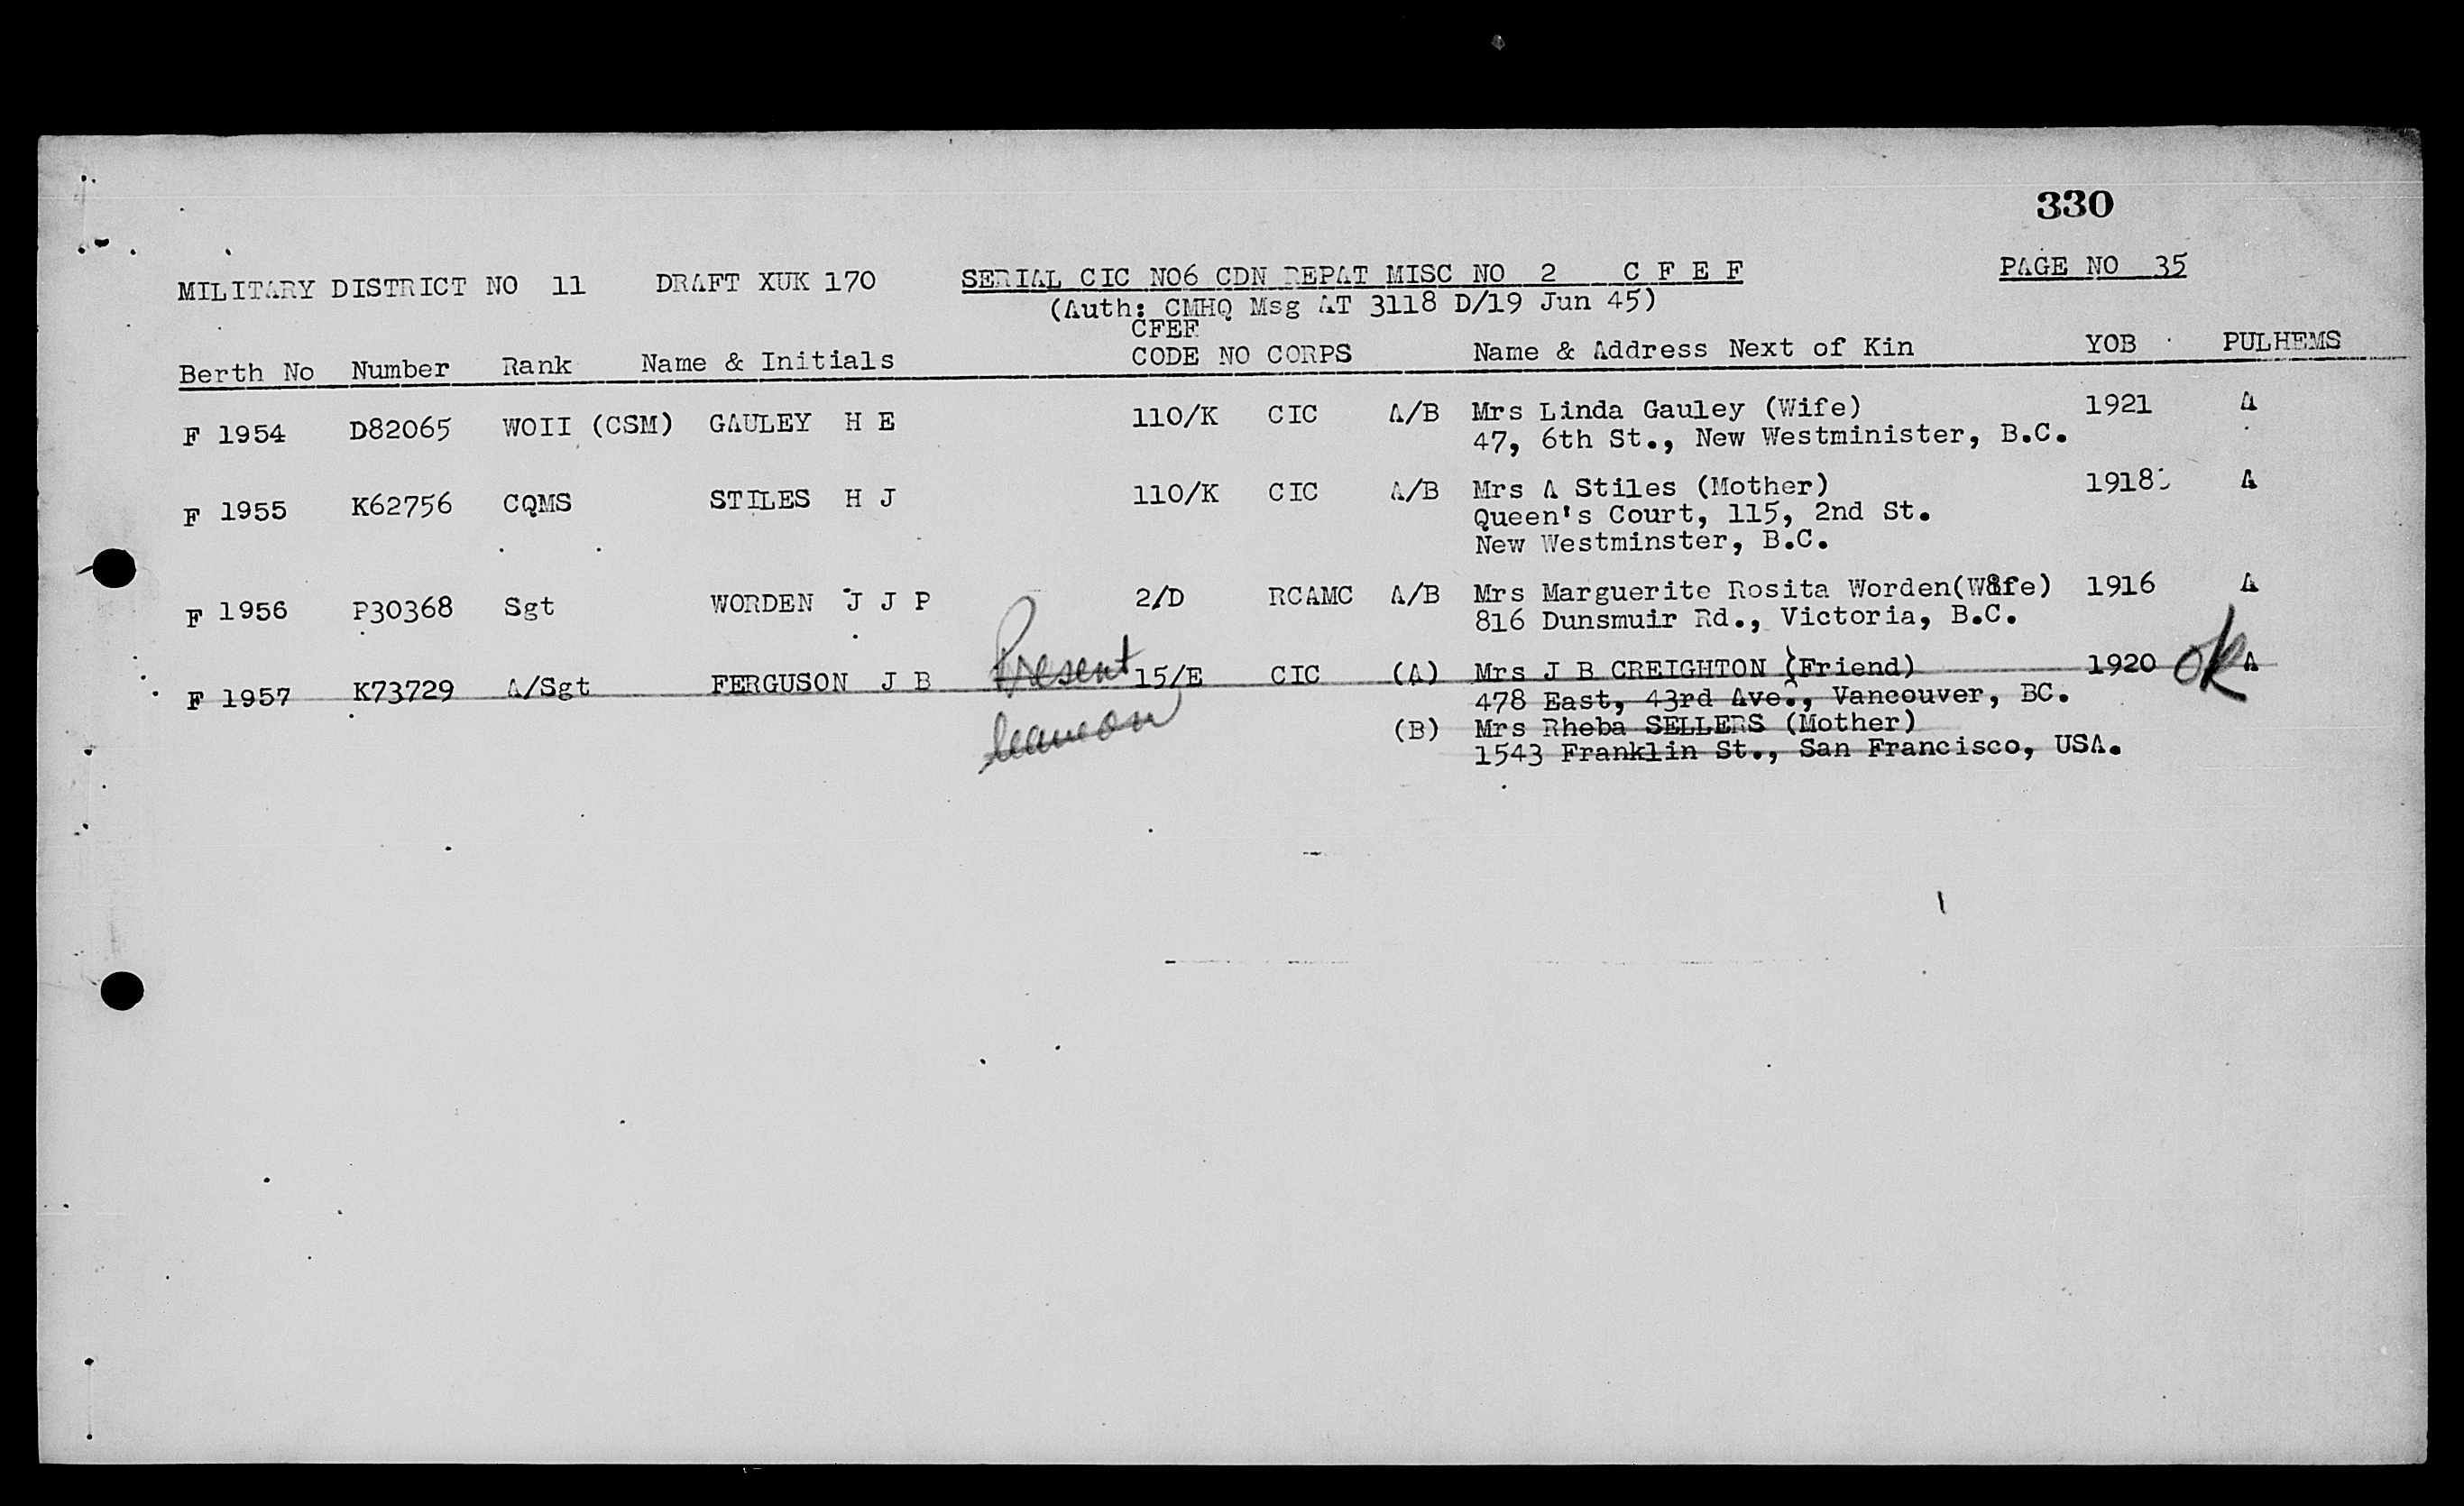 330
MILITARY DISTRICT NO 11 DRAFT XUK 170 SERIAL CIC NO6 CDN REPAT MISC NO 2 C F E F PAGE NO 35
(Auth: CMHQ Msg AT 3118 D/19 Jun 45)
CFEF
Berth No Number Rank Name & Initials CODE NO CORPS Name & Address Next of Kin YOB PULHEMS
F 1954 D82065 WOII (CSM) GAULEY H E 110/K CIC A/B Mrs Linda Gauley (Wife) 1921 A
47, 6th St., New Westminister, B.C.
F 1955 K62756 CQMS STILES H J 110/K CIC A/B Mrs A Stiles (Mother) 1918 A
Queen's Court, 115, 2nd St.
New Westminster, B.C.
F 1956 P30368 Sgt WORDEN J J P 2/D RCAMC A/B Mrs Marguerite Rosita Worden(Wife) 1916 A
816 Dunsmuir Rd., Victoria, B.C.
F 1957 K73729 A/Sgt FERGUSON J B Present 15/E CIC (A) Mrs J B CREIGHTON (Friend) 1920 OK A
478 East, 43rd Ave., Vancouver, BC.
leave on (B) Mrs Rheba SELLERS (Mother)
1543 Franklin St., San Francisco, USA.